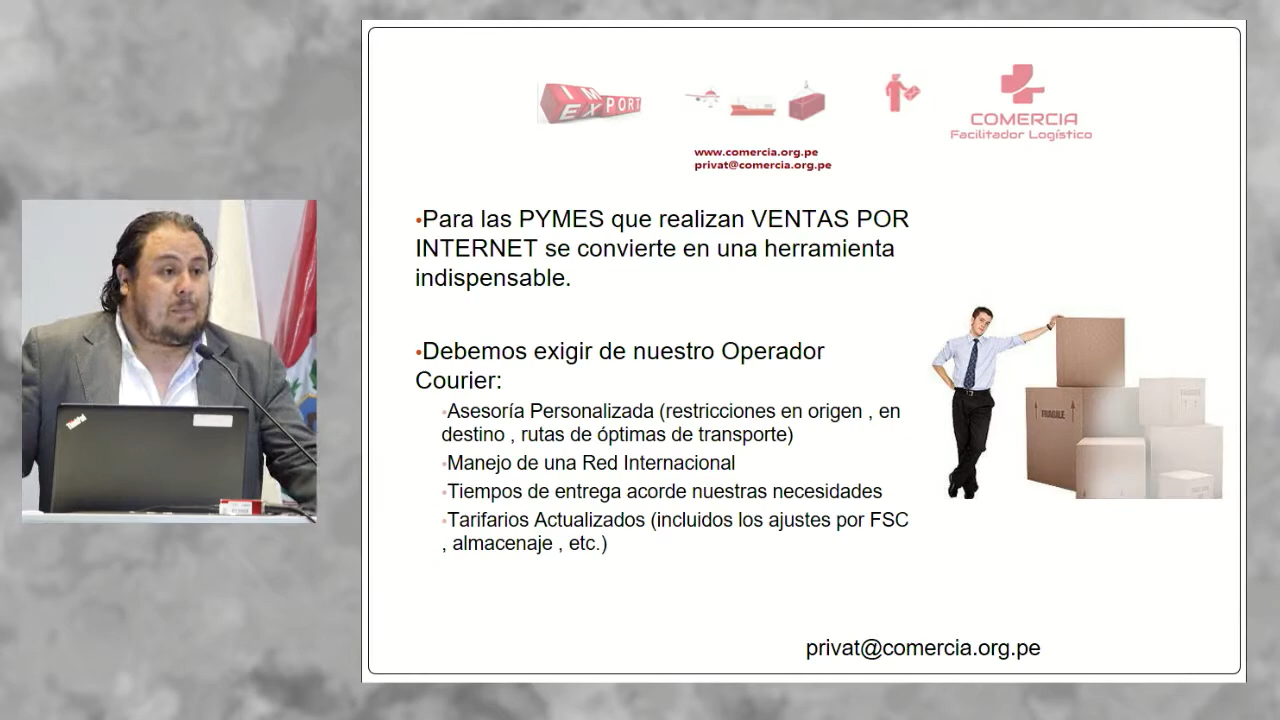 IM
EXPORT
COMERCIA
Facilitador Logístico
www.comercia.org.pe
privat@comercia.org.pe
•Para las PYMES que realizan VENTAS POR
INTERNET se convierte en una herramienta
indispensable.
•Debemos exigir de nuestro Operador
Courier:
•Asesoría Personalizada (restricciones en origen , en
destino , rutas de óptimas de transporte)
•Manejo de una Red Internacional
•Tiempos de entrega acorde nuestras necesidades
•Tarifarios Actualizados (incluidos los ajustes por FSC
, almacenaje , etc.)
FRAGILE
privat@comercia.org.pe